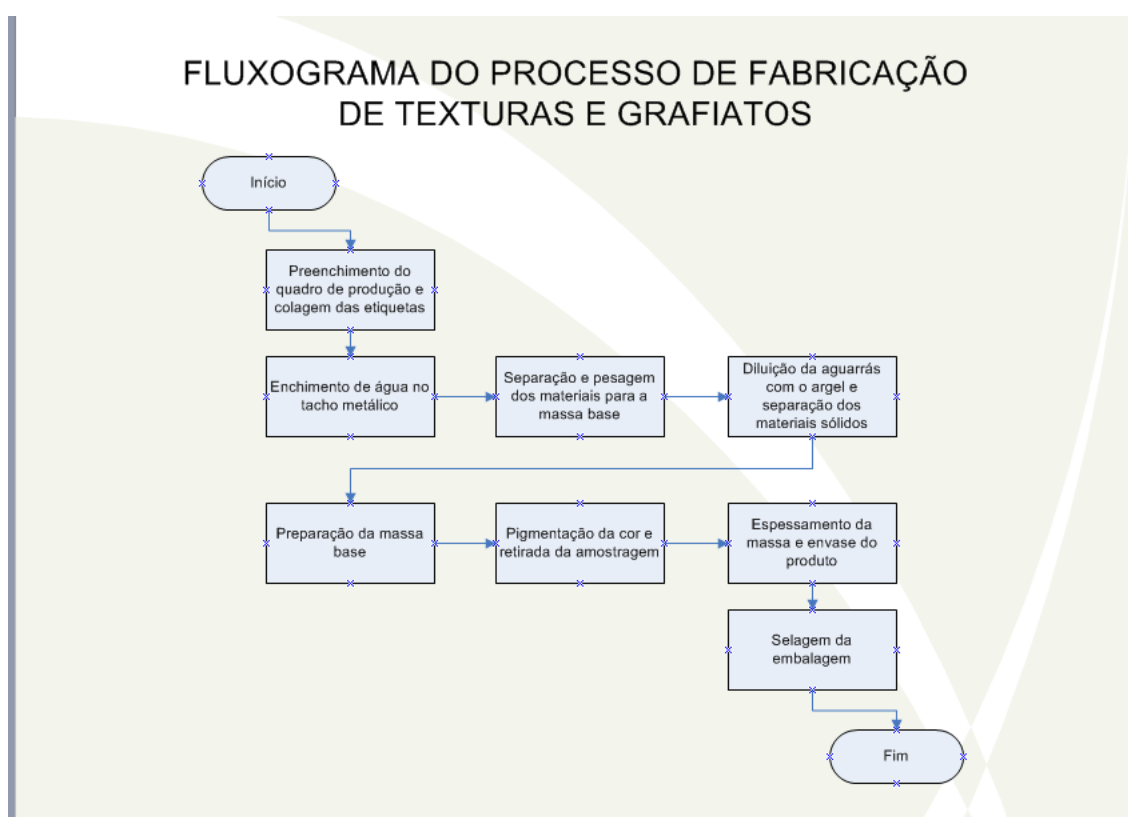 FLUXOGRAMA DO PROCESSO DE FABRICAÇÃO
DE TEXTURAS E GRAFIATOS
Início
Preenchimento do
quadro de produção e
colagem das etiquetas
Enchimento de água no
tacho metálico
Separação e pesagem
dos materiais para a
massa base
Diluição da aguarrás
com o argel e
separação dos
materiais sólidos
Preparação da massa
base
Pigmentação da cor e
retirada da amostragem
Espessamento da
massa e envase do
produto
Selagem da
embalagem
Fim